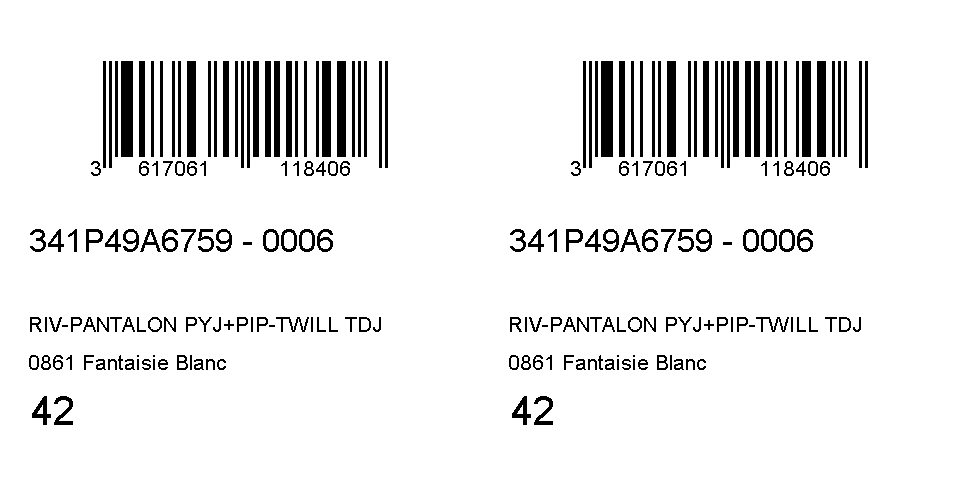 3 617061 118406
341P49A6759 - 0006
RIV-PANTALON PYJ+PIP-TWILL TDJ
0861 Fantaisie Blanc
42
3 617061 118406
341P49A6759 - 0006
RIV-PANTALON PYJ+PIP-TWILL TDJ
0861 Fantaisie Blanc
42